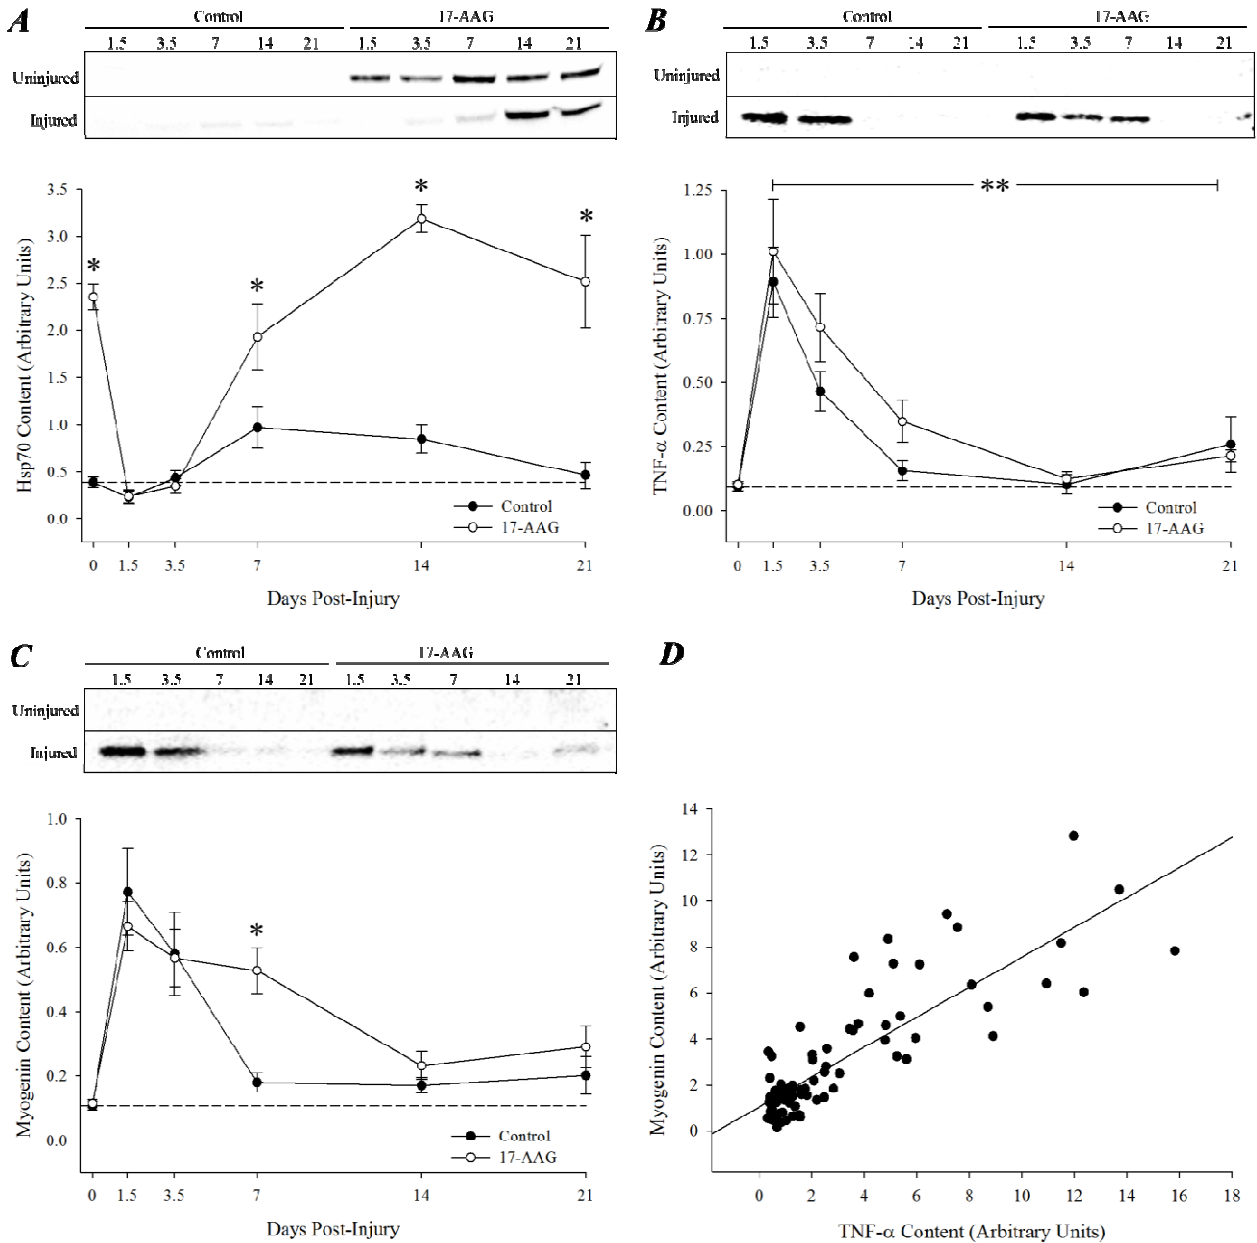 A
Control 17-AAG
1.5 3.5 7 14 21 1.5 3.5 7 14 21
Uninjured
Injured
3.5
3.0
2.5
2.0
1.5
1.0
0.5
0.0
Hsp70 Content (Arbitrary Units)
* * * *
Control
17-AAG
0 1.5 3.5 7 14 21
Days Post-Injury
B
Control 17-AAG
1.5 3.5 7 14 21 1.5 3.5 7 14 21
Uninjured
Injured
1.25
1.00
0.75
0.50
0.25
0.00
TNF-α Content (Arbitrary Units)
**
Control
17-AAG
0 1.5 3.5 7 14 21
Days Post-Injury
C
Control 17-AAG
1.5 3.5 7 14 21 1.5 3.5 7 14 21
Uninjured
Injured
1.0
0.8
0.6
0.4
0.2
0.0
Myogenin Content (Arbitrary Units)
*
Control
17-AAG
0 1.5 3.5 7 14 21
Days Post-Injury
D
14
12
10
8
6
4
2
0
Myogenin Content (Arbitrary Units)
0 2 4 6 8 10 12 14 16 18
TNF-α Content (Arbitrary Units)